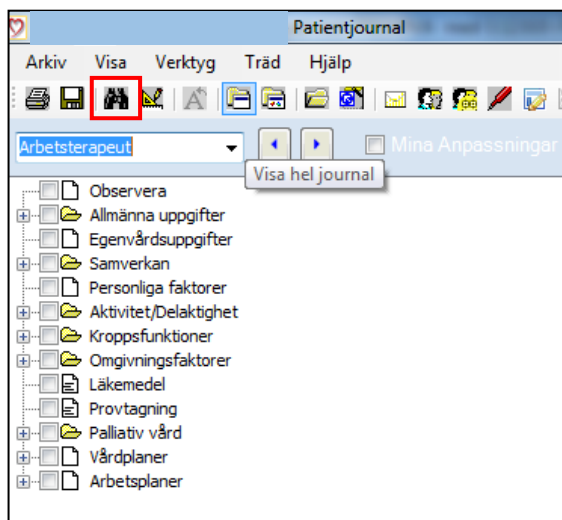 Patientjournal
Arkiv Visa Verktyg Träd Hjälp
Arbetsterapeut Mina Anpassningar
Visa hel journal
Observera
Allmänna uppgifter
Egenvårdsuppgifter
Samverkan
Personliga faktorer
Aktivitet/Delaktighet
Kroppsfunktioner
Omgivningsfaktorer
Läkemedel
Provtagning
Palliativ vård
Vårdplaner
Arbetsplaner